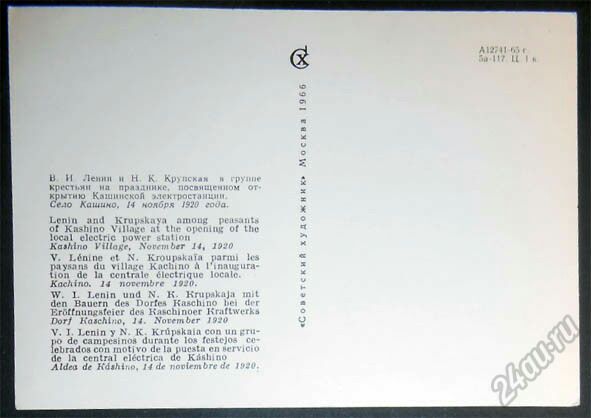 СХ
А12741-65 г.
5а-117. Ц. 1 к.
В. И. Ленин и Н. К. Крупская в группе
крестьян на празднике, посвященном от-
крытию Кашинской электростанции.
Село Кашино, 14 ноября 1920 года.
Lenin and Krupskaya among peasants
of Kashino Village at the opening of the
local electric power station
Kashino Village, November 14, 1920
V. Lénine et N. Kroupskaïa parmi les
paysans du village Kachino à l'inaugura-
tion de la centrale électrique locale.
Kachino. 14 novembre 1920.
W. I. Lenin und N. K. Krupskaja mit
den Bauern des Dorfes Kaschino bei der
Eröffnungsfeier des Kaschinoer Kraftwerks
Dorf Kaschino, 14. November 1920
V. I. Lenin y N. K. Krúpskaia con un gru-
po de campesinos durante los festejos ce-
lebrados con motivo de la puesta en servicio
de la central eléctrica de Káshino
Aldea de Káshino, 14 de noviembre de 1920.
«Советский художник» Москва 1966
24au.ru